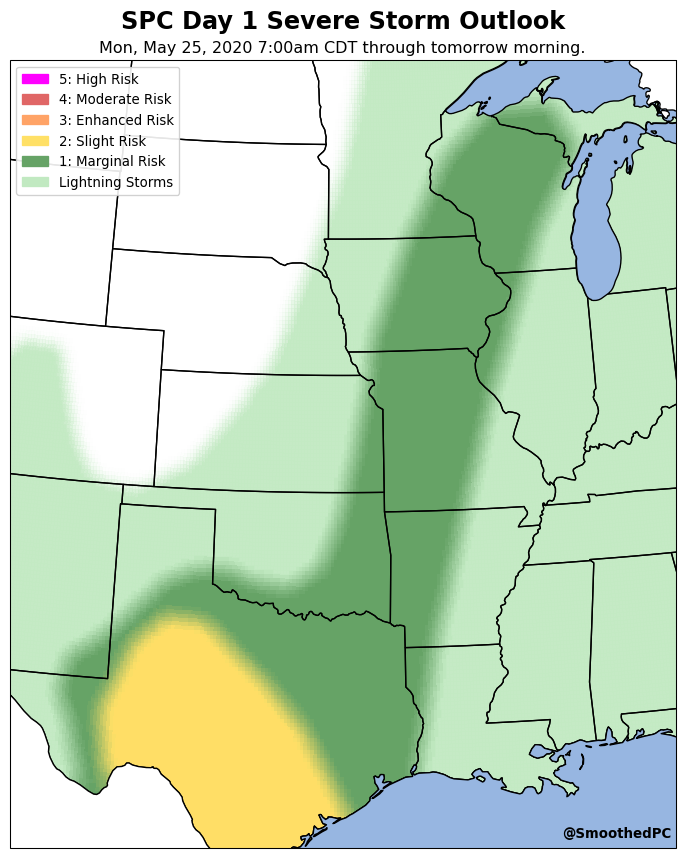 SPC Day 1 Severe Storm Outlook
Mon, May 25, 2020 7:00am CDT through tomorrow morning.
5: High Risk
4: Moderate Risk
3: Enhanced Risk
2: Slight Risk
1: Marginal Risk
Lightning Storms
@SmoothedPC